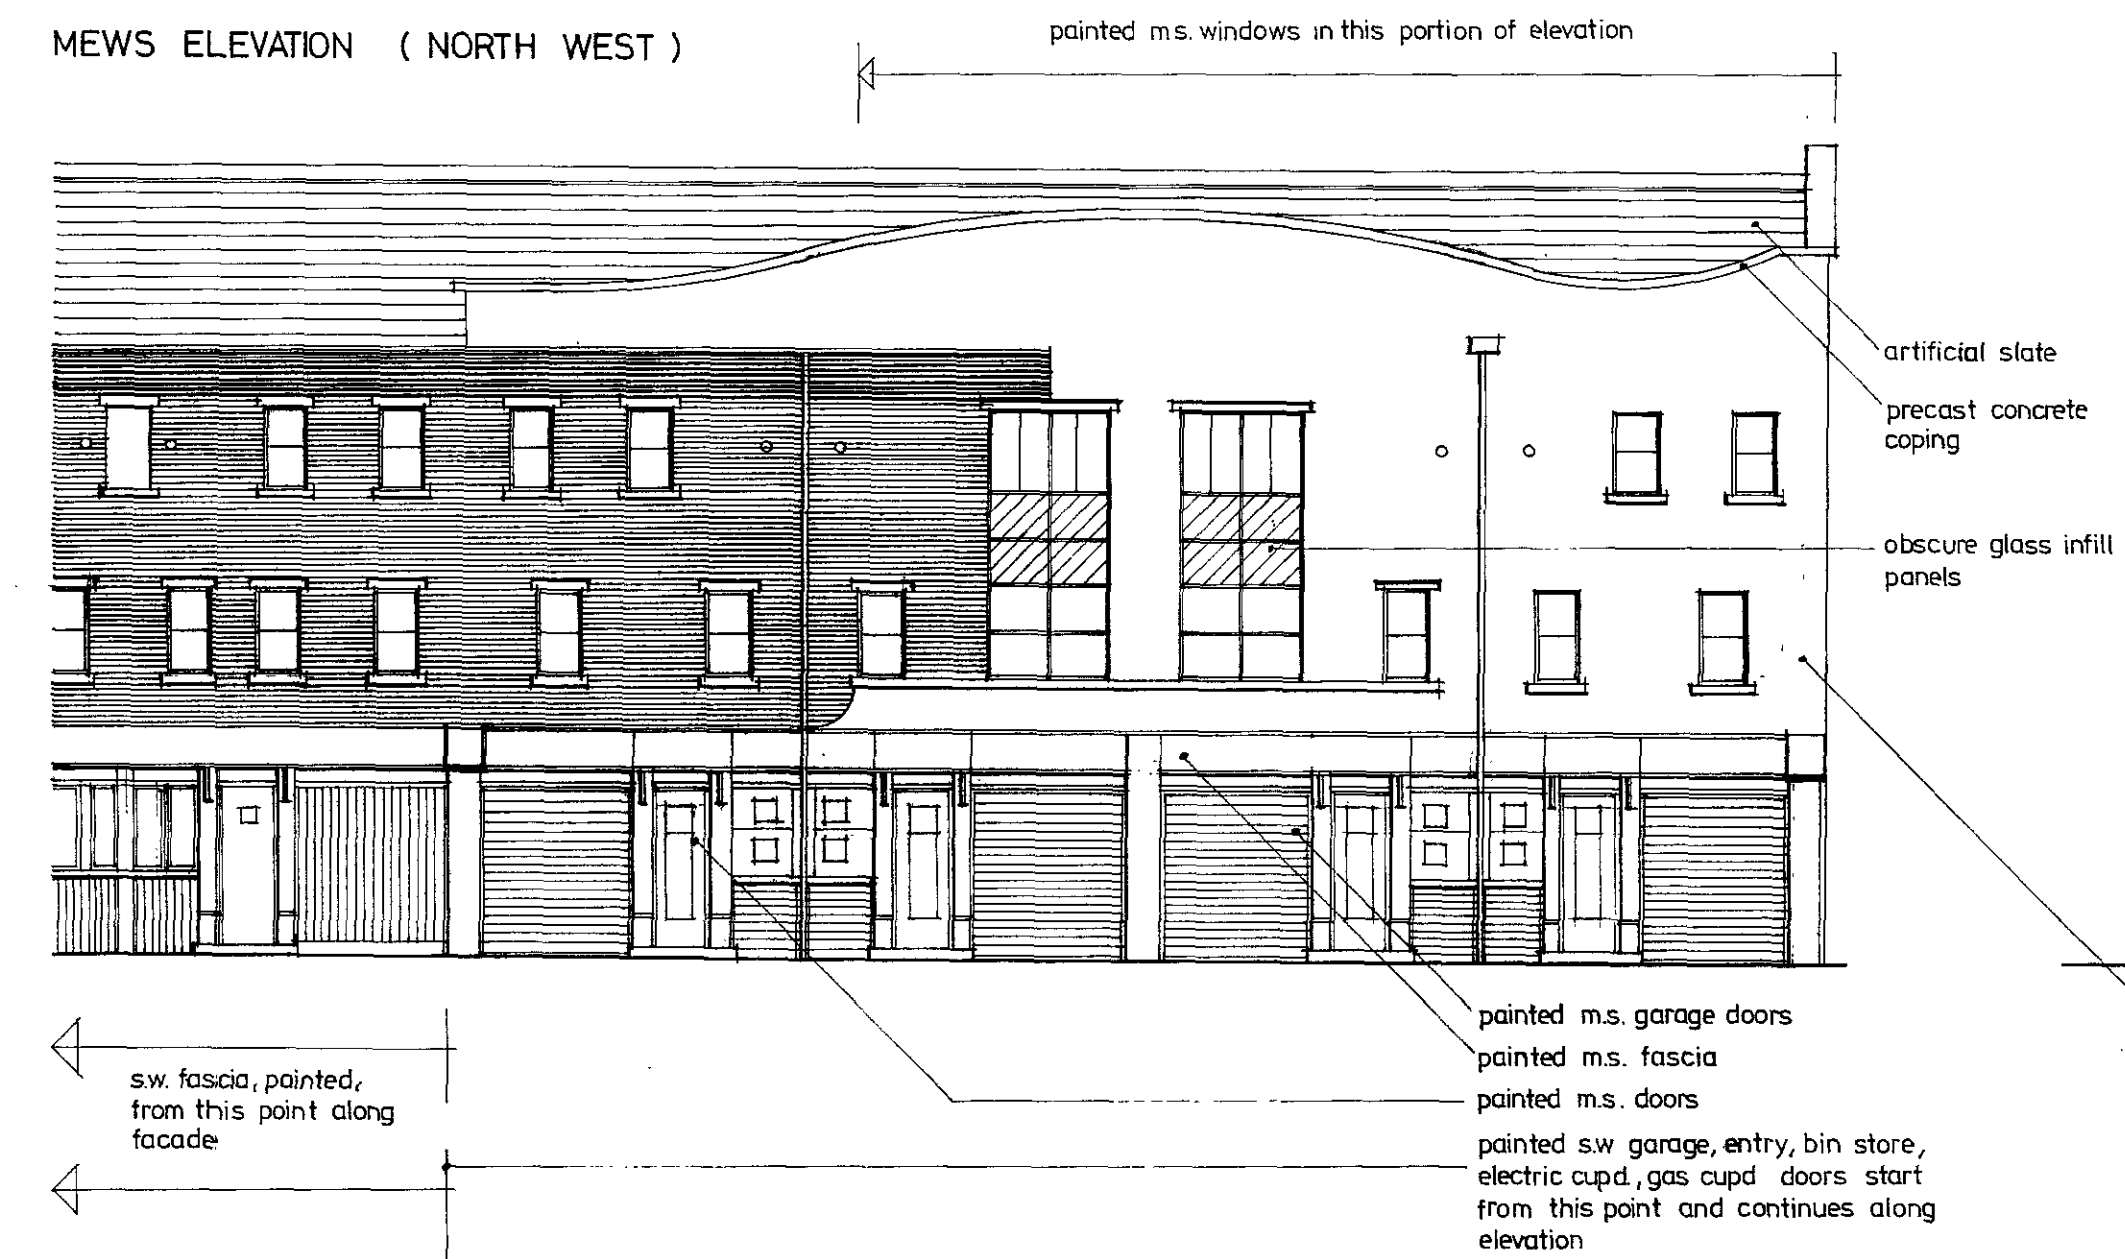 MEWS ELEVATION ( NORTH WEST )
painted m.s. windows in this portion of elevation
artificial slate
precast concrete
coping
obscure glass infill
panels
painted m.s. garage doors
painted m.s. fascia
painted m.s. doors
painted s.w garage, entry, bin store,
electric cupd, gas cupd doors start
from this point and continues along
elevation
s.w. fascia, painted,
from this point along
facade